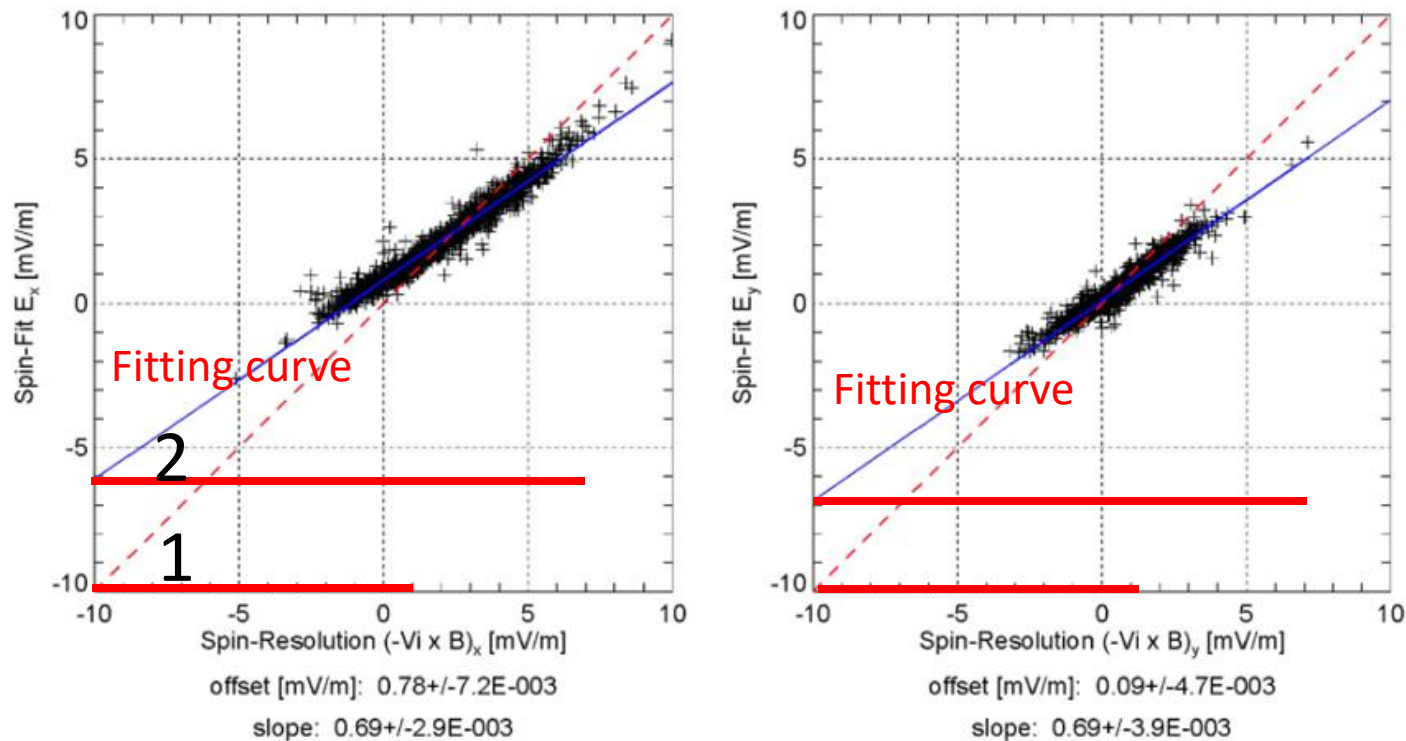 10
5
0
-5
-10
Spin-Fit Ex [mV/m]
Fitting curve
2
1
-10
-5
0
5
10
Spin-Resolution (-Vi x B)x [mV/m]
offset [mV/m]: 0.78+/-7.2E-003
slope: 0.69+/-2.9E-003
10
5
0
-5
-10
Spin-Fit Ey [mV/m]
Fitting curve
-10
-5
0
5
10
Spin-Resolution (-Vi x B)y [mV/m]
offset [mV/m]: 0.09+/-4.7E-003
slope: 0.69+/-3.9E-003